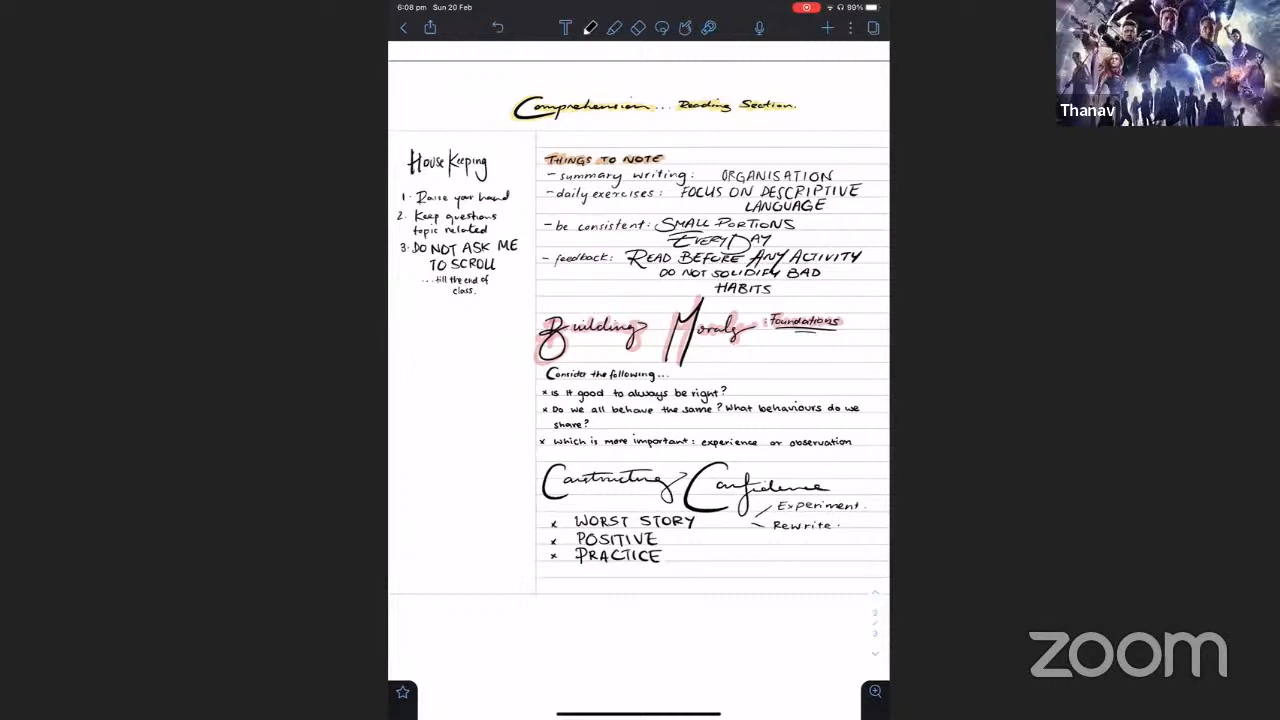 6:08 pm Sun 20 Feb
99%
Thanav
Comprehension... Reading Section.
House Keeping
1. Raise your hand
2. Keep questions
topic related
3. DO NOT ASK ME
TO SCROLL
...till the end of
class.
THINGS TO NOTE
- summary writing: ORGANISATION
- daily exercises: FOCUS ON DESCRIPTIVE
LANGUAGE
- be consistent: SMALL PORTIONS
EVERY DAY
- feedback: READ BEFORE ANY ACTIVITY
DO NOT SOLIDIFY BAD
HABITS
Building Morals : Foundations
Consider the following...
* Is it good to always be right?
* Do we all behave the same? What behaviours do we
share?
* Which is more important: experience or observation
Constructing Confidence
Experiment.
Rewrite.
* WORST STORY
* POSITIVE
* PRACTICE
2
/
3
zoom